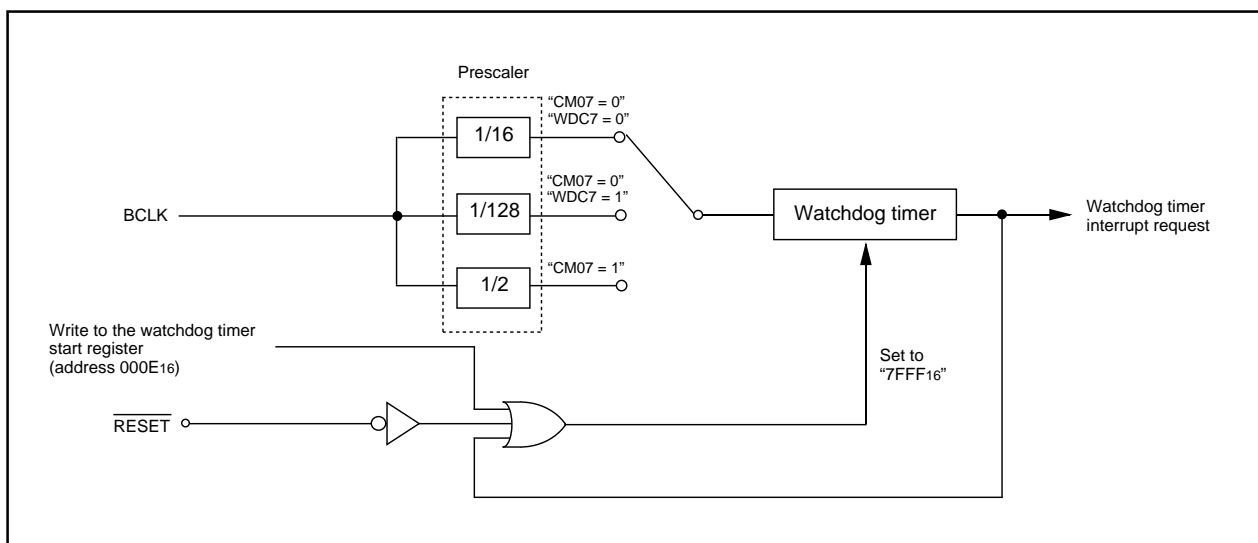 Prescaler
“CM07 = 0”
“WDC7 = 0”
1/16
“CM07 = 0”
“WDC7 = 1”
BCLK
1/128
Watchdog timer
Watchdog timer
interrupt request
“CM07 = 1”
1/2
Write to the watchdog timer
start register
(address 000E16)
Set to
“7FFF16”
RESET